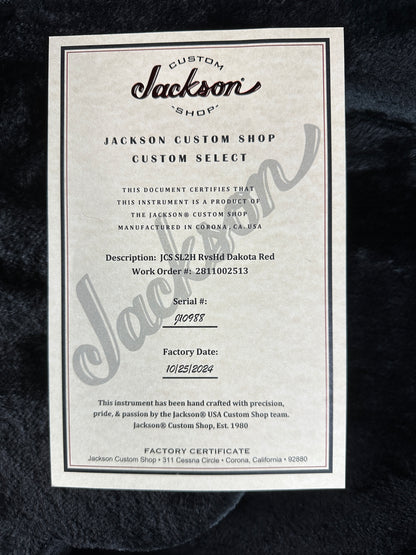 CUSTOM
Jackson®
-SHOP-
JACKSON CUSTOM SHOP
CUSTOM SELECT
THIS DOCUMENT CERTIFIES THAT
THIS INSTRUMENT IS A PRODUCT OF
THE JACKSON® CUSTOM SHOP
MANUFACTURED IN CORONA, CA. USA
Description: JCS SL2H RvsHd Dakota Red
Work Order #: 2811002513
Serial #:
J10988
Factory Date:
10/25/2024
This instrument has been hand crafted with precision,
pride, & passion by the Jackson® USA Custom Shop team.
Jackson® Custom Shop, Est. 1980
FACTORY CERTIFICATE
Jackson Custom Shop • 311 Cessna Circle • Corona, California • 92880
Jackson